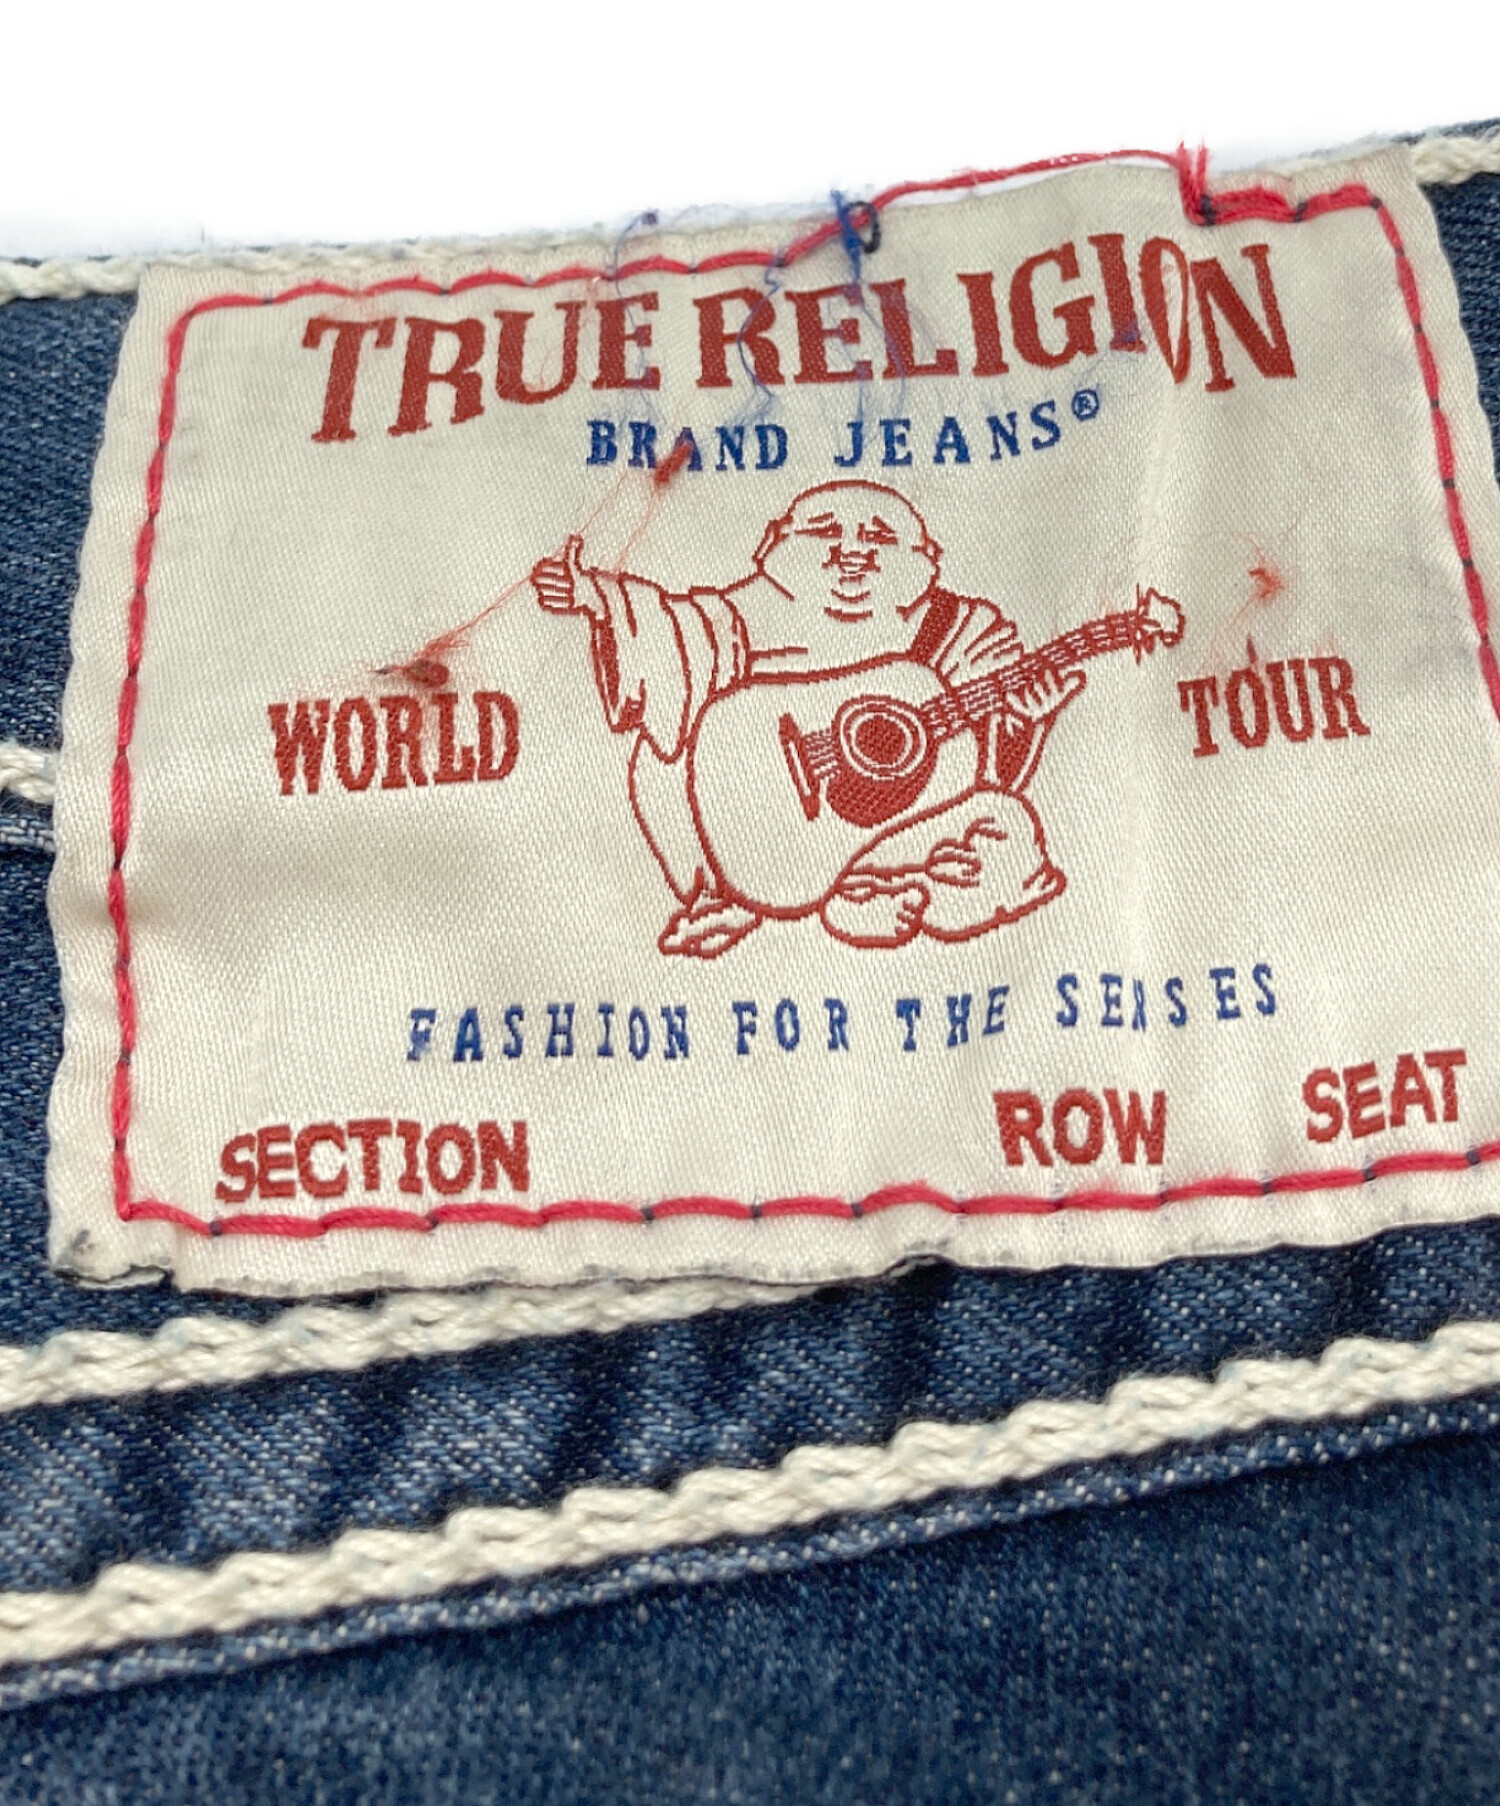 TRUE RELIGION
BRAND JEANS®
WORLD TOUR
FASHION FOR THE SENSES
SECTION ROW SEAT